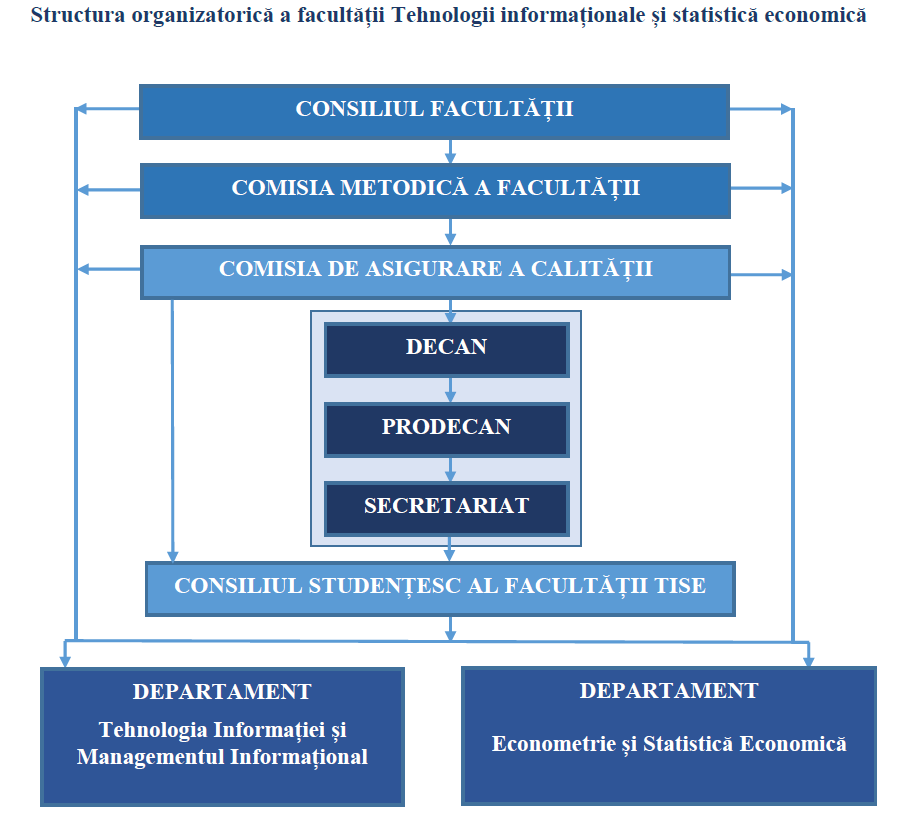 Structura organizatorică a facultății Tehnologii informaționale și statistică economică
CONSILIUL FACULTĂȚII
COMISIA METODICĂ A FACULTĂȚII
COMISIA DE ASIGURARE A CALITĂȚII
DECAN
PRODECAN
SECRETARIAT
CONSILIUL STUDENȚESC AL FACULTĂȚII TISE
DEPARTAMENT
Tehnologia Informației și
Managementul Informațional
DEPARTAMENT
Econometrie și Statistică Economică